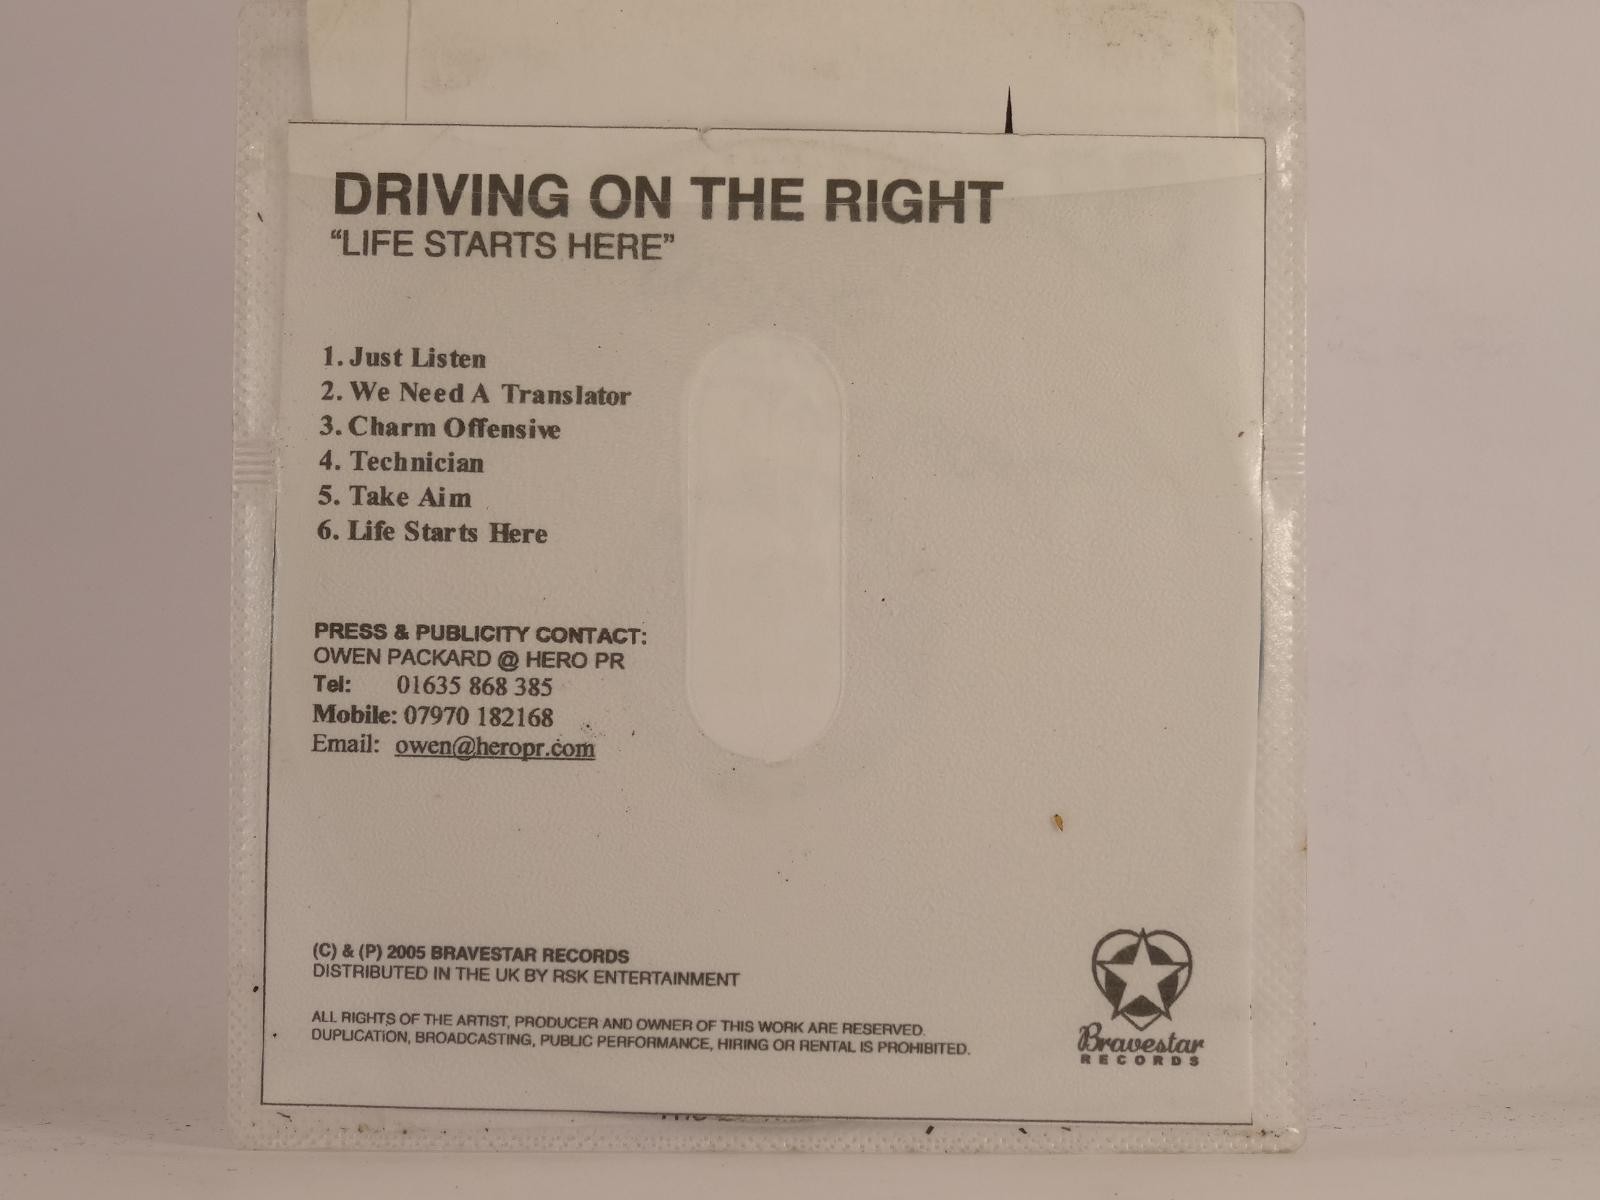 DRIVING ON THE RIGHT
“LIFE STARTS HERE”
1. Just Listen
2. We Need A Translator
3. Charm Offensive
4. Technician
5. Take Aim
6. Life Starts Here
PRESS & PUBLICITY CONTACT:
OWEN PACKARD @ HERO PR
Tel: 01635 868 385
Mobile: 07970 182168
Email: owen@heropr.com
(C) & (P) 2005 BRAVESTAR RECORDS
DISTRIBUTED IN THE UK BY RSK ENTERTAINMENT
ALL RIGHTS OF THE ARTIST, PRODUCER AND OWNER OF THIS WORK ARE RESERVED.
DUPLICATION, BROADCASTING, PUBLIC PERFORMANCE, HIRING OR RENTAL IS PROHIBITED.
Bravestar
RECORDS